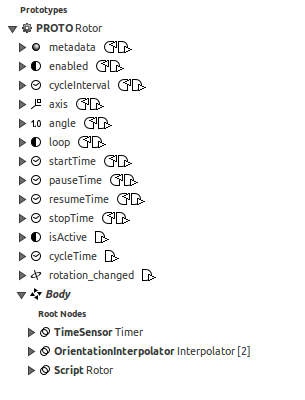 Prototypes
PROTO Rotor
metadata
enabled
cycleInterval
axis
1.0 angle
loop
startTime
pauseTime
resumeTime
stopTime
isActive
cycleTime
rotation_changed
Body
Root Nodes
TimeSensor Timer
OrientationInterpolator Interpolator [2]
Script Rotor